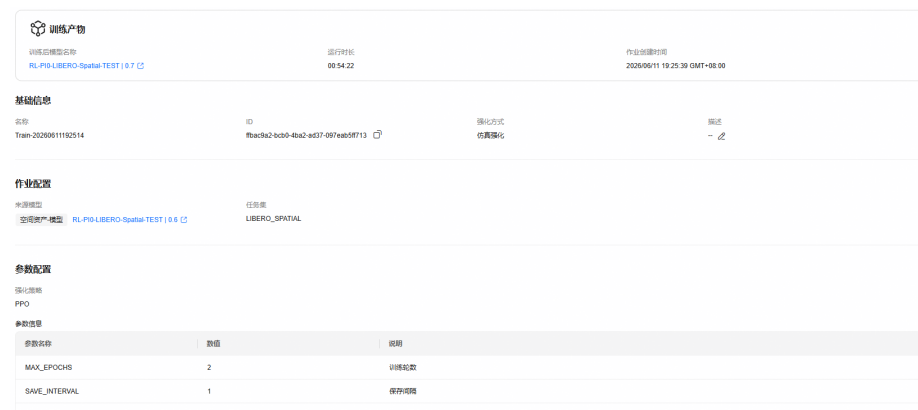 训练产物
训练后模型名称 运行时长 作业创建时间
RL-PI0-LIBERO-Spatial-TEST | 0.7 00:54:22 2026/06/11 19:25:39 GMT+08:00
基础信息
名称 ID 强化方式 描述
Train-20260611192514 ffbac9a2-bcb0-4ba2-ad37-097eab5ff713 仿真强化 --
作业配置
来源模型 任务集
空间资产-模型 RL-PI0-LIBERO-Spatial-TEST | 0.6 LIBERO_SPATIAL
参数配置
强化策略
PPO
参数信息
参数名称 数值 说明
MAX_EPOCHS 2 训练轮数
SAVE_INTERVAL 1 保存间隔